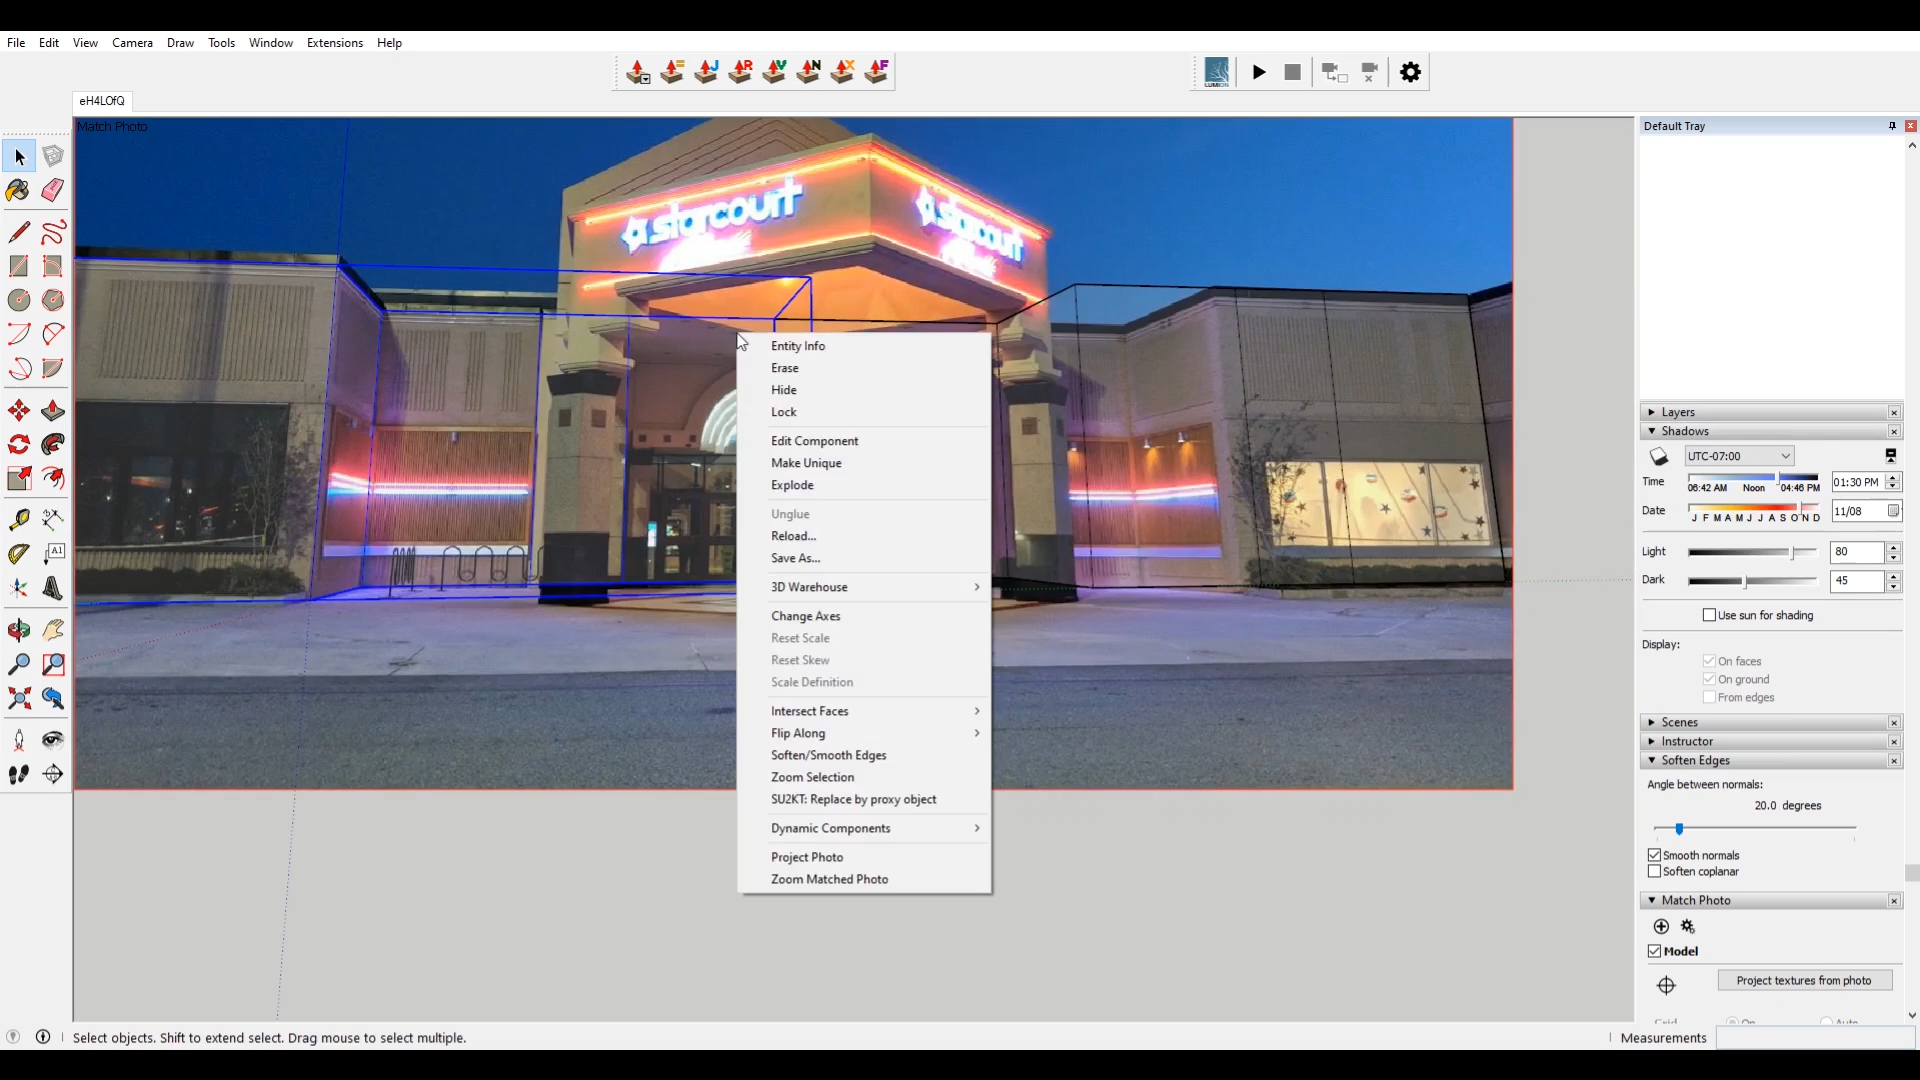 File Edit View Camera Draw Tools Window Extensions Help
= J R V N X F
LUMION
eH4LOfQ
Match Photo
starcourt
starcourt
A1
Entity Info
Erase
Hide
Lock
Edit Component
Make Unique
Explode
Unglue
Reload...
Save As...
3D Warehouse
Change Axes
Reset Scale
Reset Skew
Scale Definition
Intersect Faces
Flip Along
Soften/Smooth Edges
Zoom Selection
SU2KT: Replace by proxy object
Dynamic Components
Project Photo
Zoom Matched Photo
Default Tray
Layers
Shadows
UTC-07:00
Time 06:42 AM Noon 04:46 PM 01:30 PM
Date J F M A M J J A S O N D 11/08
Light 80
Dark 45
Use sun for shading
Display:
On faces
On ground
From edges
Scenes
Instructor
Soften Edges
Angle between normals:
20.0 degrees
Smooth normals
Soften coplanar
Match Photo
Model
Project textures from photo
Grid On Auto
Select objects. Shift to extend select. Drag mouse to select multiple.
Measurements